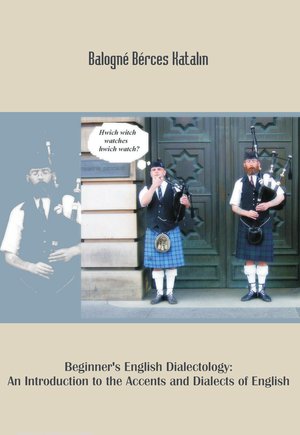 Balogné Bérces Katalin
Hwich witch
watches
hwich watch?
Beginner's English Dialectology:
An Introduction to the Accents and Dialects of English